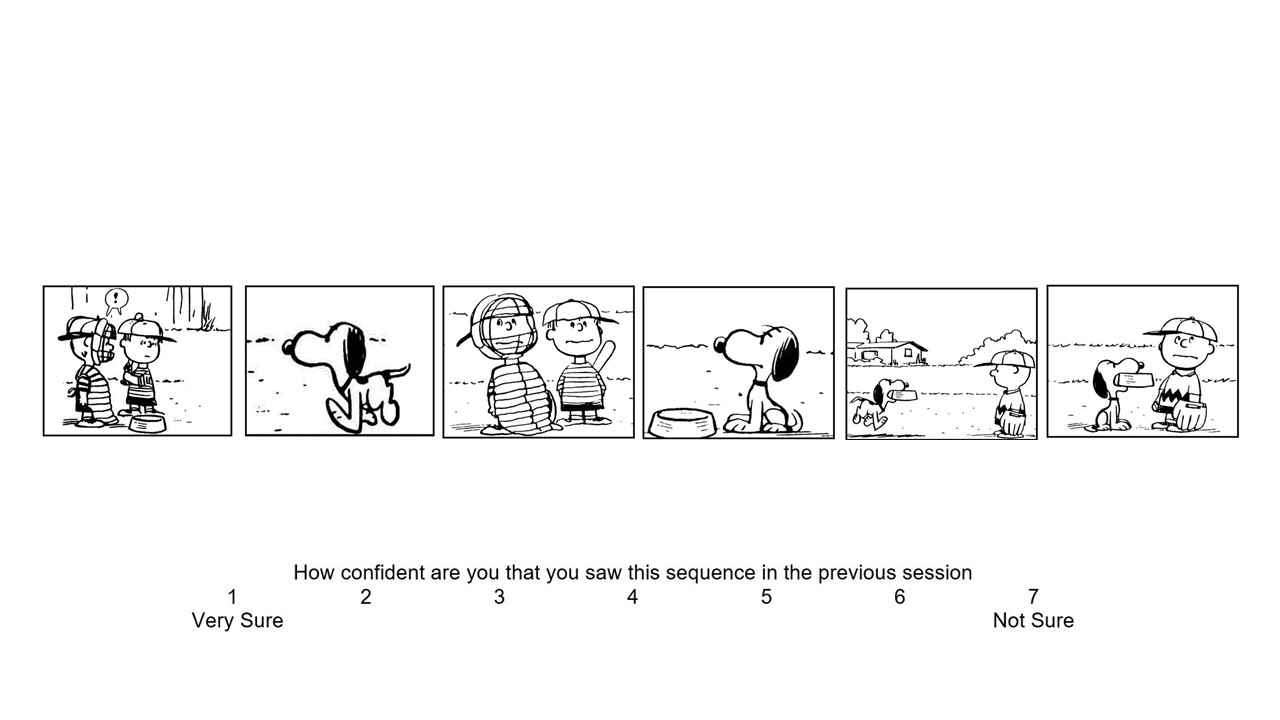 !
How confident are you that you saw this sequence in the previous session
1 2 3 4 5 6 7
Very Sure Not Sure